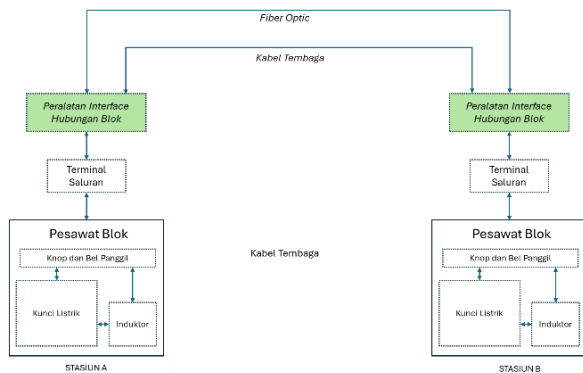 Fiber Optic
Kabel Tembaga
Peralatan Interface
Hubungan Blok
Peralatan Interface
Hubungan Blok
Terminal
Saluran
Terminal
Saluran
Pesawat Blok
Knop dan Bel Panggil
Kunci Listrik
Induktor
STASIUN A
Kabel Tembaga
Pesawat Blok
Knop dan Bel Panggil
Kunci Listrik
Induktor
STASIUN B